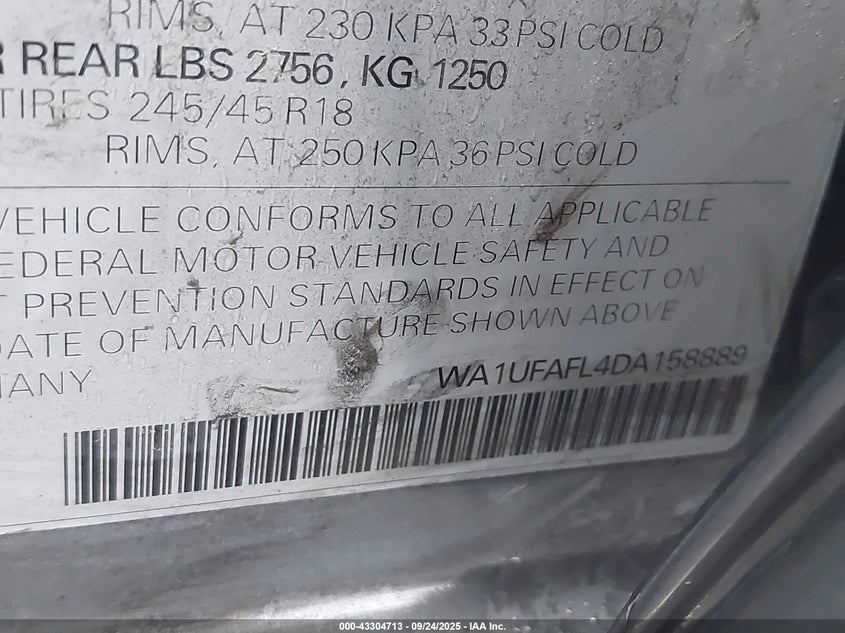 RIMS, AT 230 KPA 33 PSI COLD
R REAR LBS 2756, KG 1250
TIRES 245/45 R18
RIMS, AT 250 KPA 36 PSI COLD
VEHICLE CONFORMS TO ALL APPLICABLE
EDERAL MOTOR VEHICLE SAFETY AND
T PREVENTION STANDARDS IN EFFECT ON
DATE OF MANUFACTURE SHOWN ABOVE
MANY
WA1UFAFL4DA158889
000-43304713 - 09/24/2025 - IAA Inc.